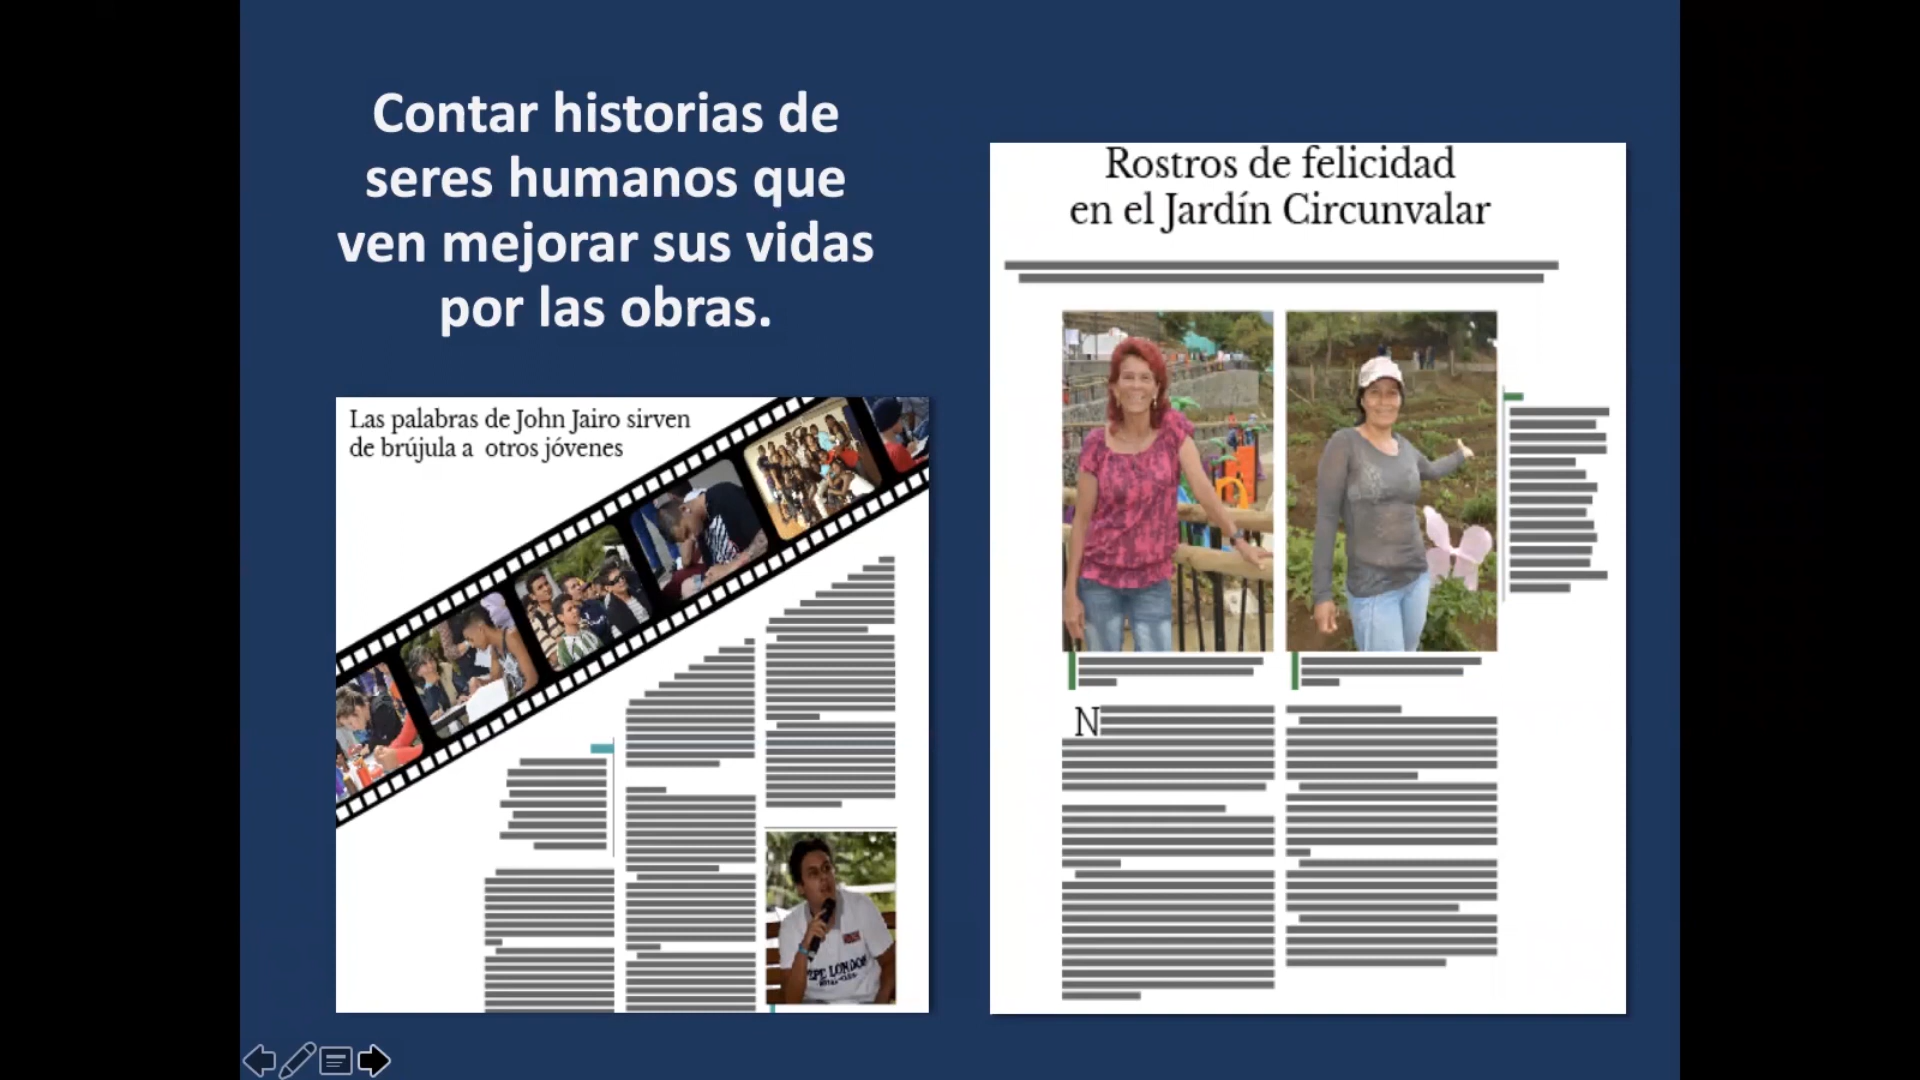 Contar historias de
seres humanos que
ven mejorar sus vidas
por las obras.
Las palabras de John Jairo sirven
de brújula a otros jóvenes
LONDON
Rostros de felicidad
en el Jardín Circunvalar
N